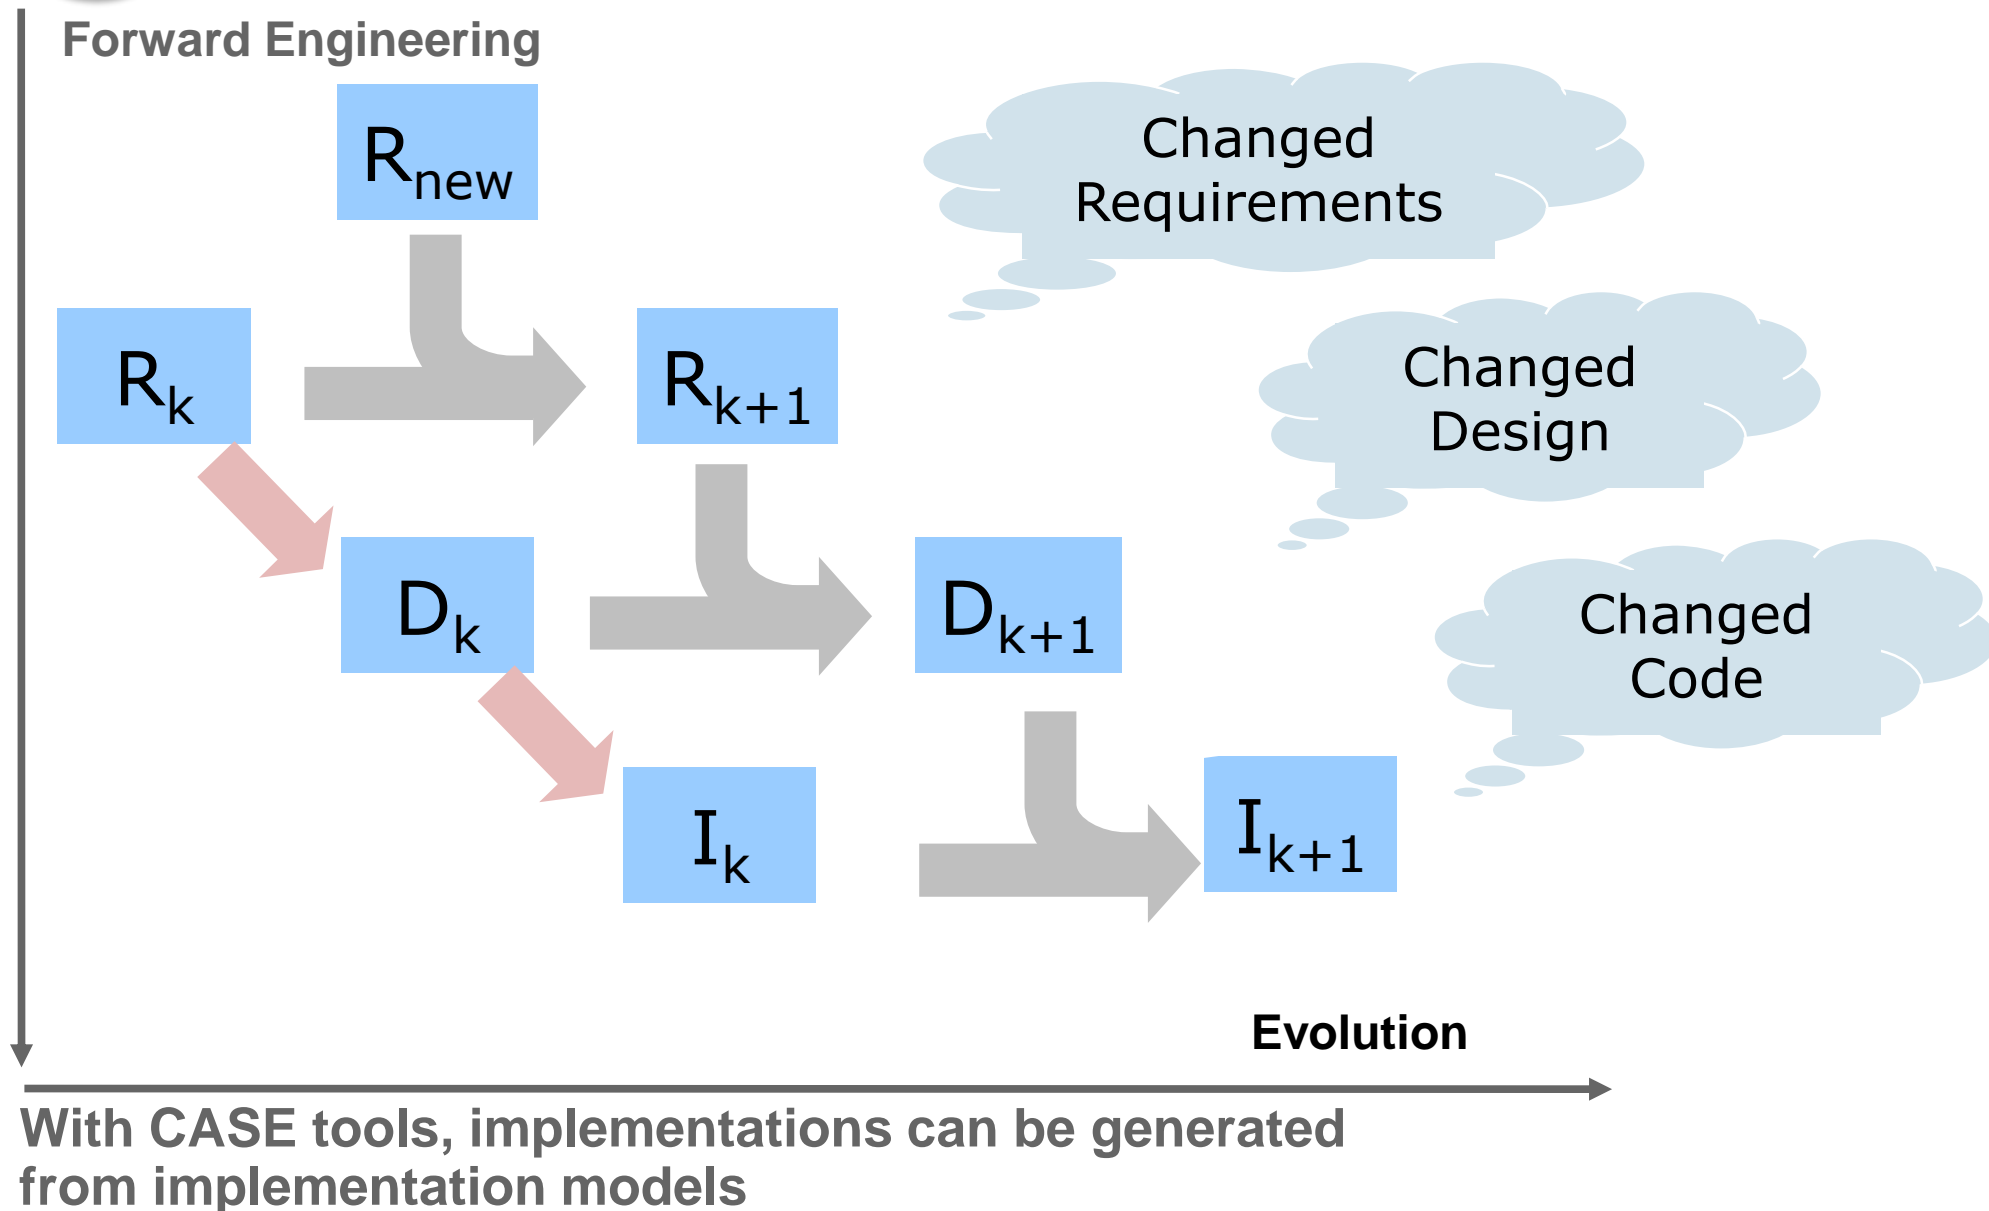 Forward Engineering
Rnew
Changed
Requirements
Rk
Rk+1
Changed
Design
Dk
Dk+1
Changed
Code
Ik
Ik+1
Evolution
With CASE tools, implementations can be generated
from implementation models